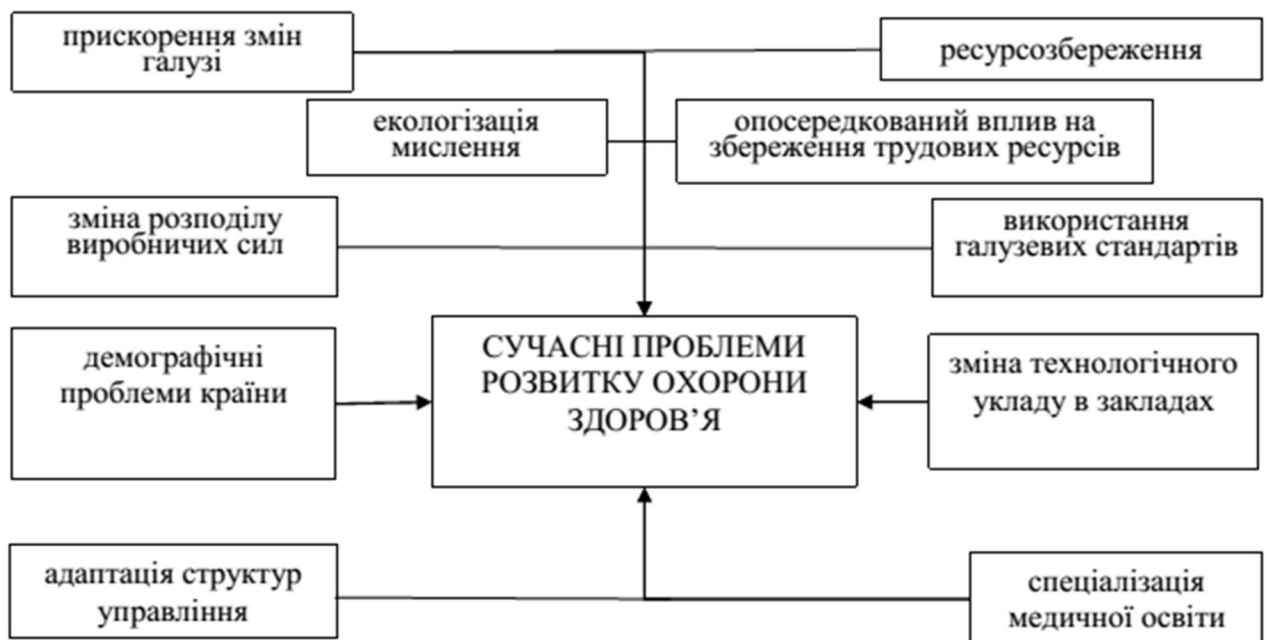 прискорення змін
галузі
ресурсозбереження
екологізація
мислення
опосередкований вплив на
збереження трудових ресурсів
зміна розподілу
виробничих сил
використання
галузевих стандартів
демографічні
проблеми країни
СУЧАСНІ ПРОБЛЕМИ
РОЗВИТКУ ОХОРОНИ
ЗДОРОВ’Я
зміна технологічного
укладу в закладах
адаптація структур
управління
спеціалізація
медичної освіти